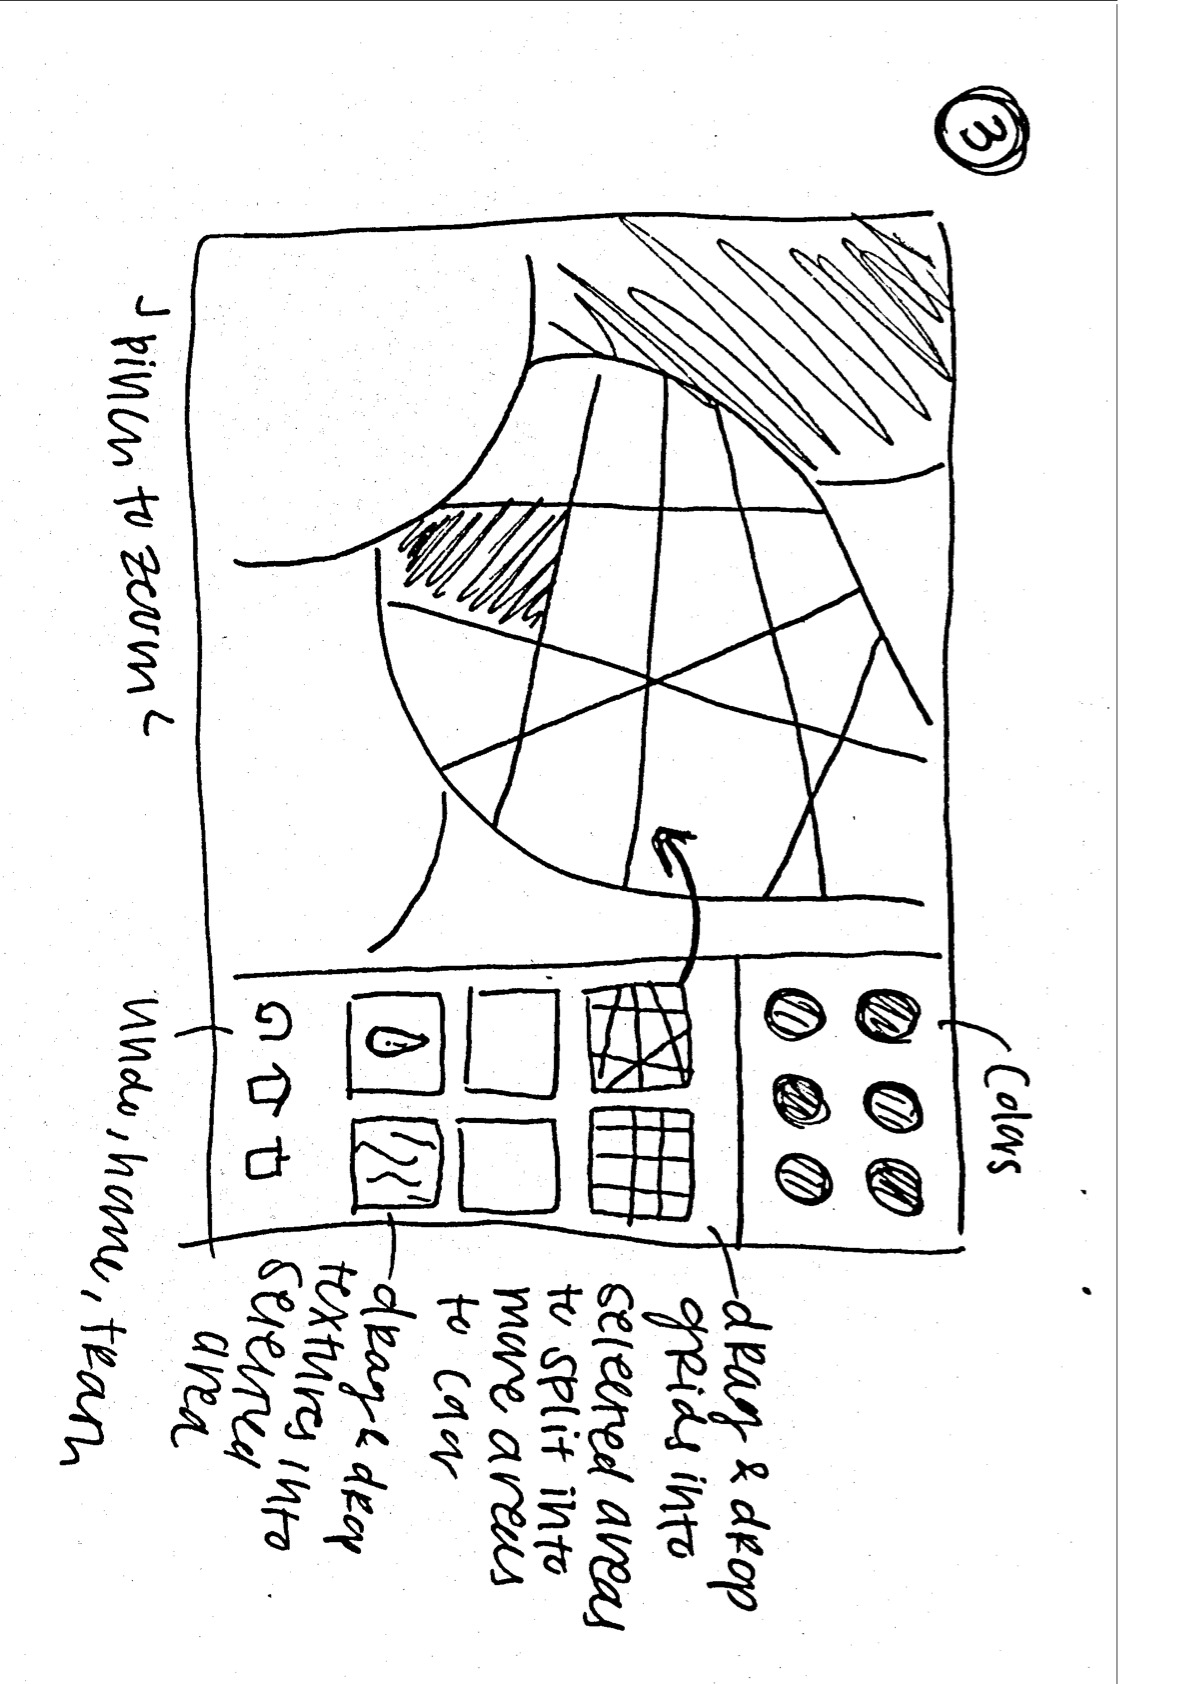 3
Colors
drag & drop
grids into
selected areas
to split into
more areas
to color
drag & drop
textures into
selected
area
undo, home, trash
pinch to zoom